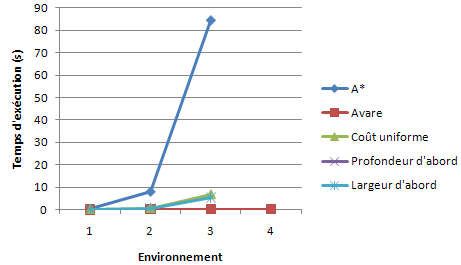 90
80
70
60
50
40
30
20
10
0
Temps d'exécution (s)
1 2 3 4
Environnement
A*
Avare
Coût uniforme
Profondeur d'abord
Largeur d'abord